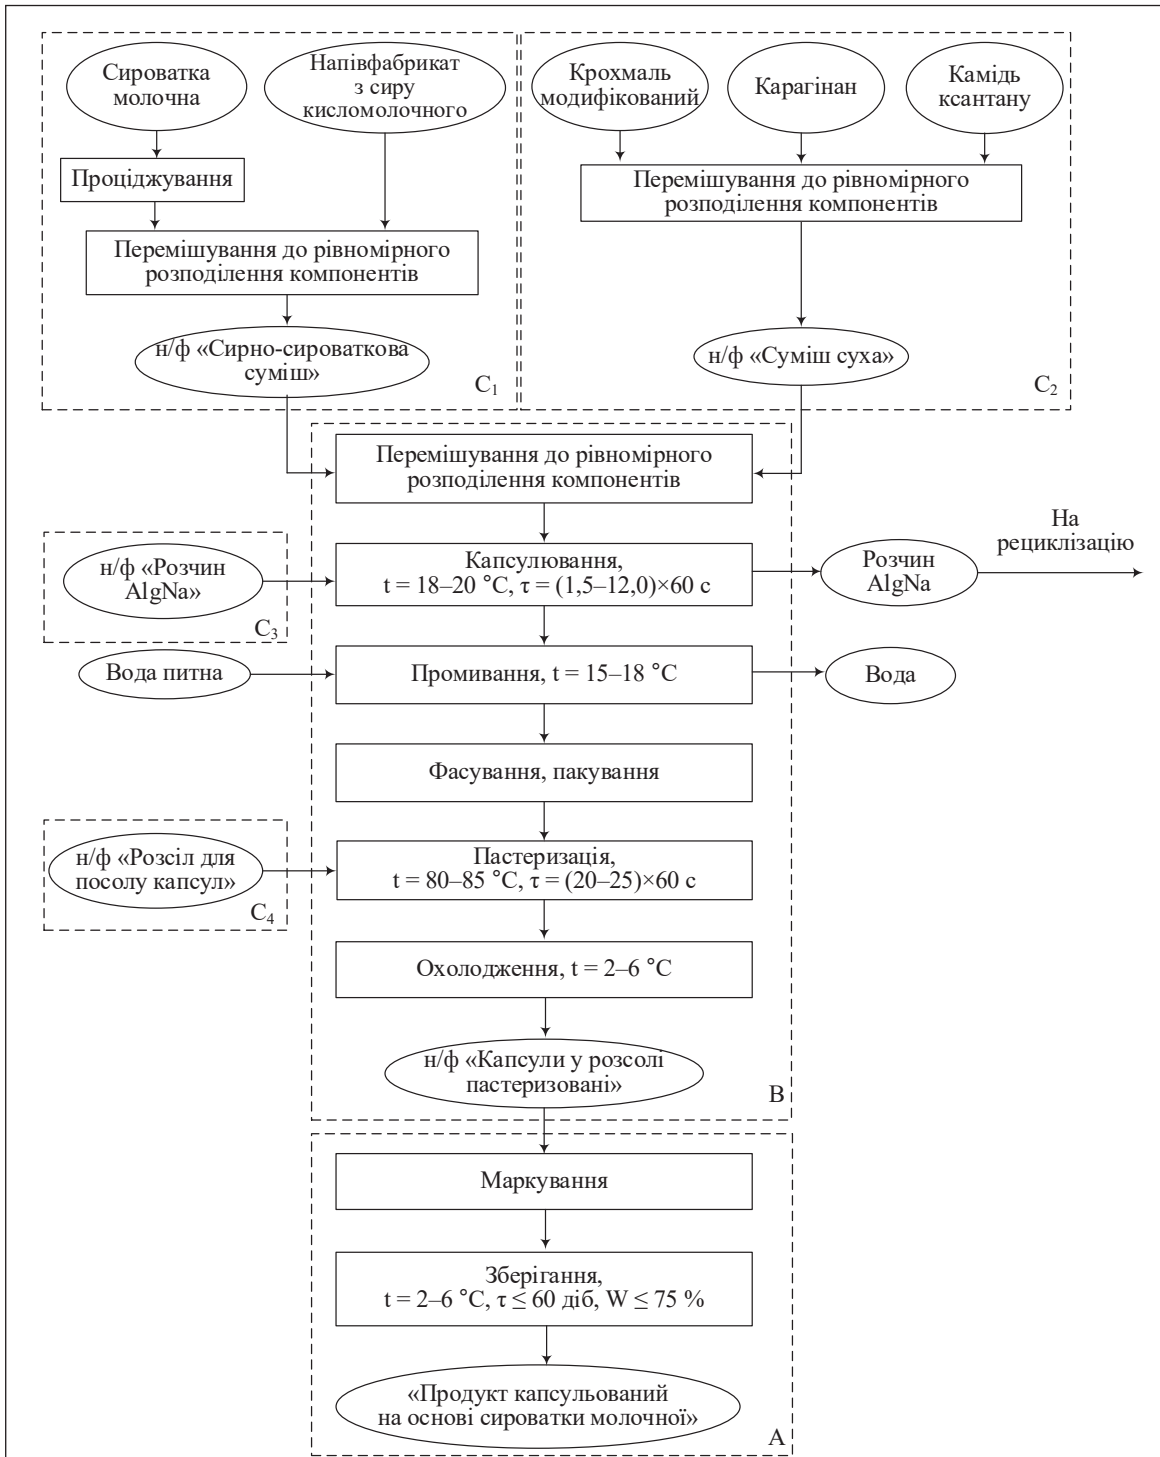 Сироватка
молочна
Напівфабрикат
з сиру
кисломолочного
Крохмаль
модифікований
Карагінан
Камідь
ксантану
Проціджування
Перемішування до рівномірного
розподілення компонентів
Перемішування до рівномірного
розподілення компонентів
н/ф «Сирно-сироваткова
суміш»
C₁
н/ф «Суміш суха»
C₂
Перемішування до рівномірного
розподілення компонентів
н/ф «Розчин
AlgNa»
C₃
Капсулювання,
t = 18–20 °C, τ = (1,5–12,0)×60 с
Розчин
AlgNa
На
рециклізацію
Вода питна
Промивання, t = 15–18 °C
Вода
Фасування, пакування
н/ф «Розсіл для
посолу капсул»
C₄
Пастеризація,
t = 80–85 °C, τ = (20–25)×60 с
Охолодження, t = 2–6 °C
н/ф «Капсули у розсолі
пастеризовані»
B
Маркування
Зберігання,
t = 2–6 °C, τ ≤ 60 діб, W ≤ 75 %
«Продукт капсульований
на основі сироватки молочної»
A